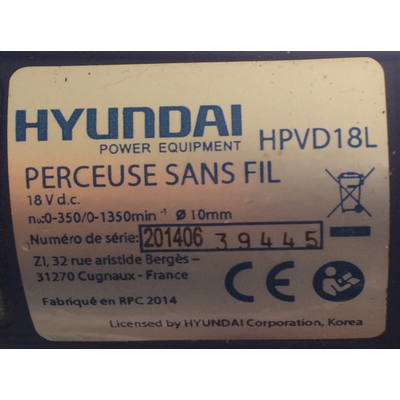 HYUNDAI
POWER EQUIPMENT
HPVD18L
PERCEUSE SANS FIL
18 V d.c.
n₀:0-350/0-1350min⁻¹ Ø 10mm
Numéro de série: 201406 39445
ZI, 32 rue aristide Bergès –
31270 Cugnaux - France
CE
Fabriqué en RPC 2014
Licensed by HYUNDAI Corporation, Korea